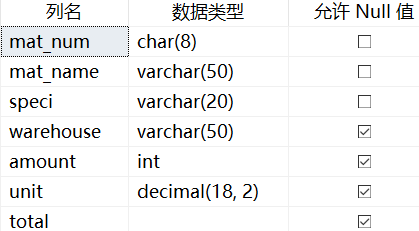 列名 数据类型 允许 Null 值
mat_num char(8)
mat_name varchar(50)
speci varchar(20)
warehouse varchar(50)
amount int
unit decimal(18, 2)
total